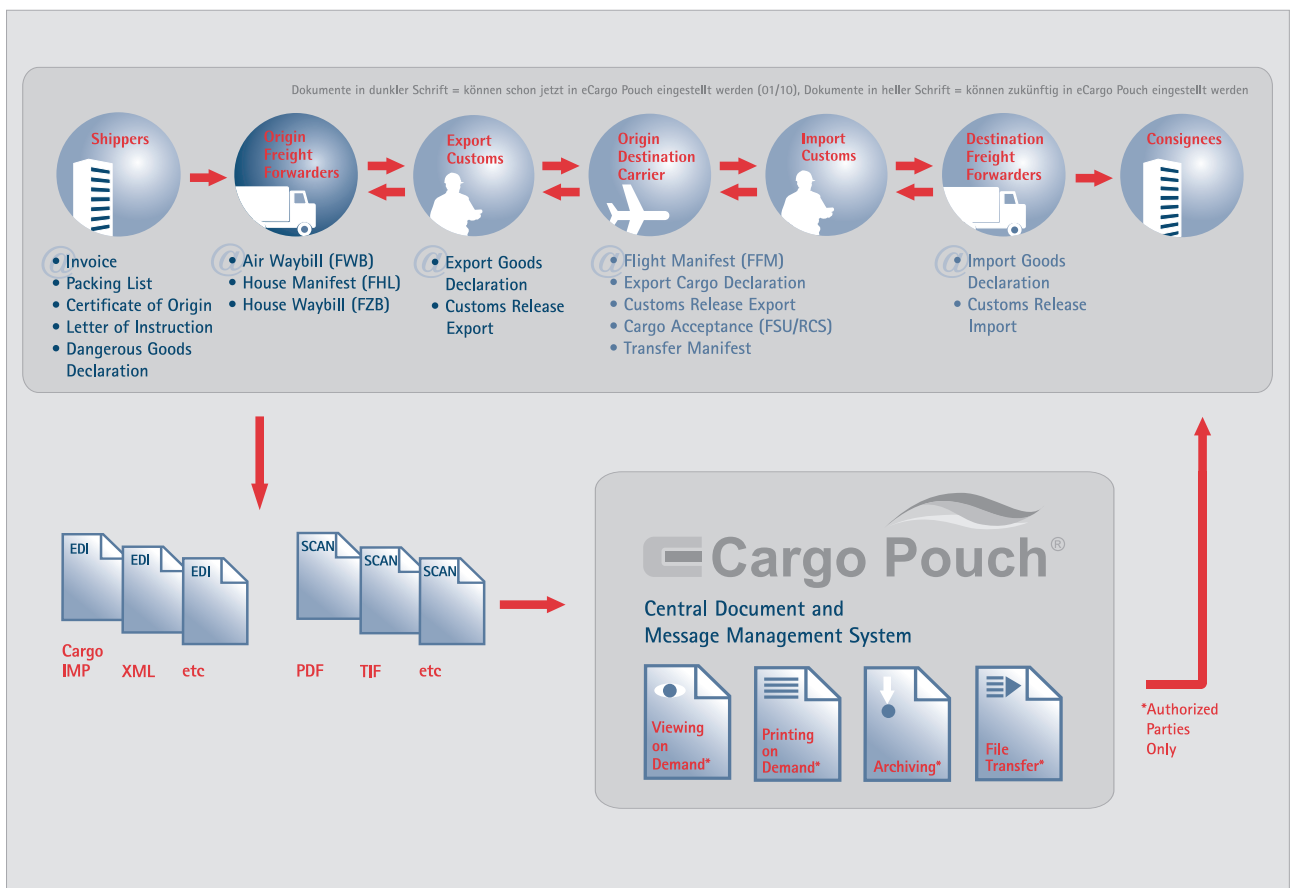 Dokumente in dunkler Schrift = können schon jetzt in eCargo Pouch eingestellt werden (01/10), Dokumente in heller Schrift = können zukünftig in eCargo Pouch eingestellt werden
Shippers
Origin
Freight
Forwarders
Export
Customs
Origin
Destination
Carrier
Import
Customs
Destination
Freight
Forwarders
Consignees
@
• Invoice
• Packing List
• Certificate of Origin
• Letter of Instruction
• Dangerous Goods
Declaration
@
• Air Waybill (FWB)
• House Manifest (FHL)
• House Waybill (FZB)
@
• Export Goods
Declaration
• Customs Release
Export
@
• Flight Manifest (FFM)
• Export Cargo Declaration
• Customs Release Export
• Cargo Acceptance (FSU/RCS)
• Transfer Manifest
@
• Import Goods
Declaration
• Customs Release
Import
EDI
EDI
EDI
Cargo
IMP
XML
etc
SCAN
SCAN
SCAN
PDF
TIF
etc
e Cargo Pouch®
Central Document and
Message Management System
Viewing
on
Demand*
Printing
on
Demand*
Archiving*
File
Transfer*
*Authorized
Parties
Only